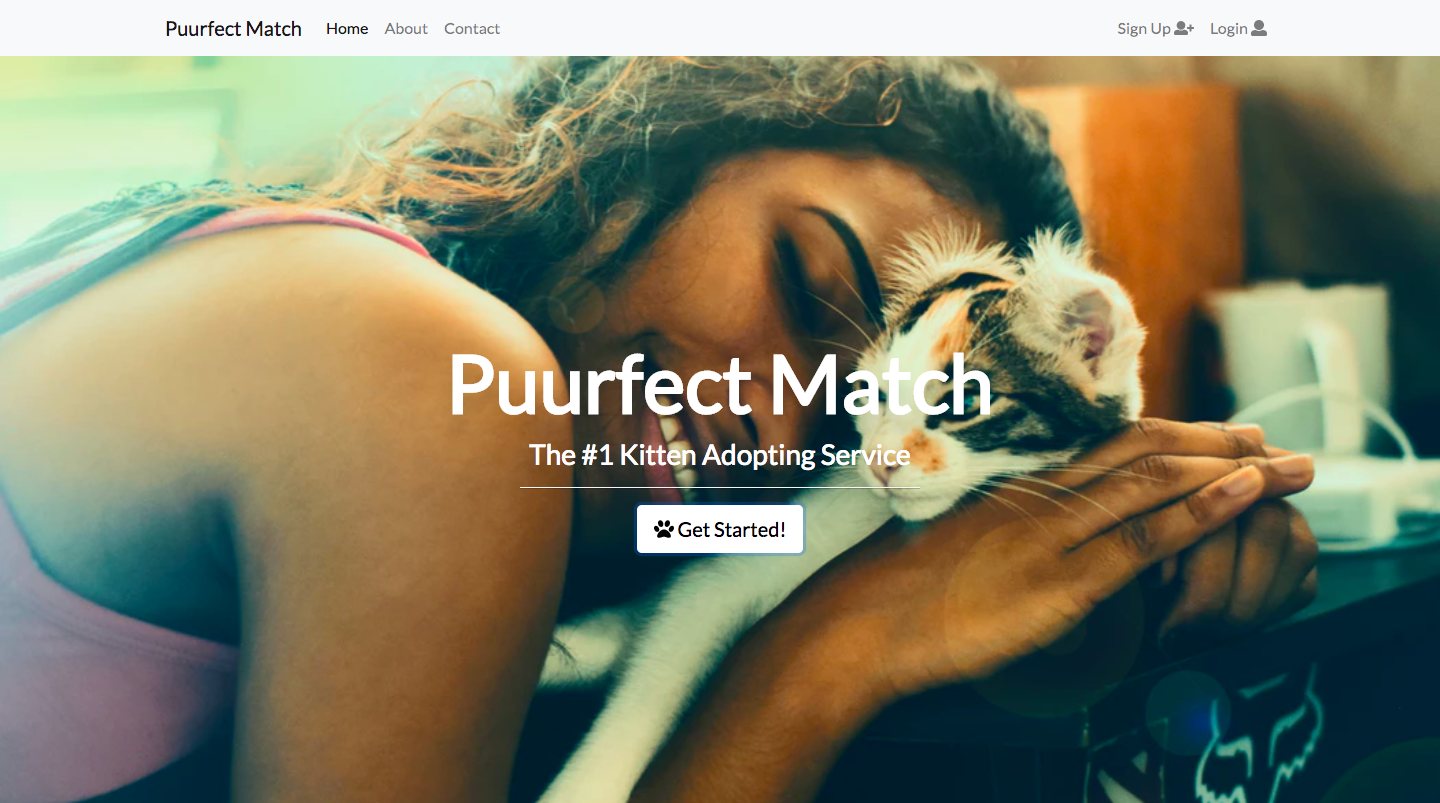 Puurfect Match Home About Contact Sign Up Login
Puurfect Match
The #1 Kitten Adopting Service
Get Started!